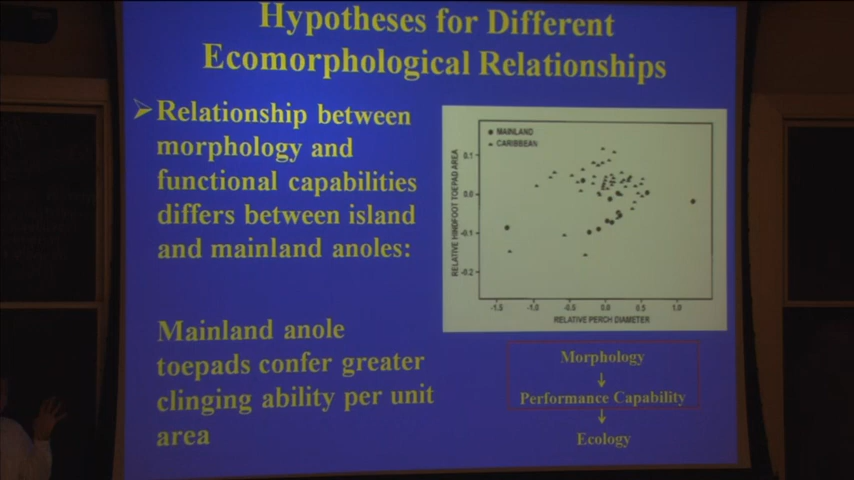 Hypotheses for Different
Ecomorphological Relationships
Relationship between
morphology and
functional capabilities
differs between island
and mainland anoles:
Mainland anole
toepads confer greater
clinging ability per unit
area
MAINLAND
CARIBBEAN
RELATIVE HINDFOOT TOEPAD AREA
0.1
0.0
-0.1
-0.2
-1.5 -1.0 -0.5 0.0 0.5 1.0
RELATIVE PERCH DIAMETER
Morphology
Performance Capability
Ecology